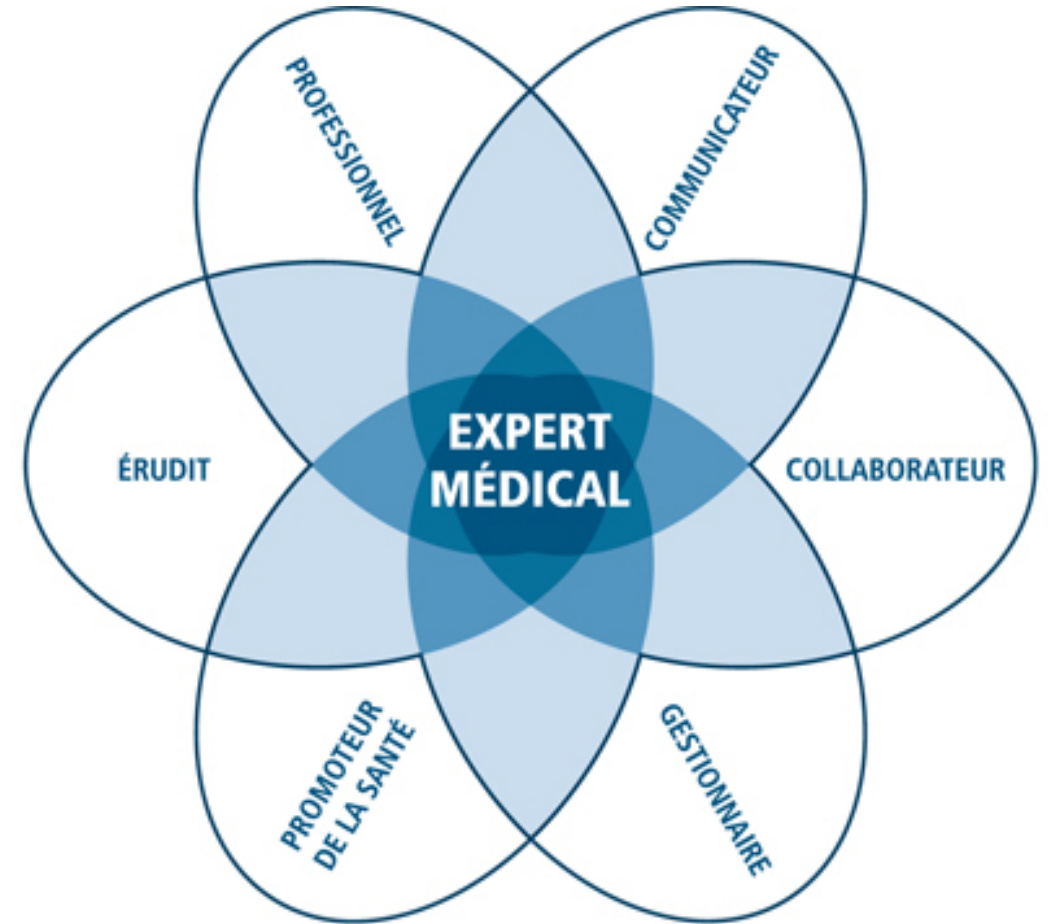 PROFESSIONNEL
COMMUNICATEUR
EXPERT
MÉDICAL
ÉRUDIT
COLLABORATEUR
PROMOTEUR
DE LA SANTÉ
GESTIONNAIRE